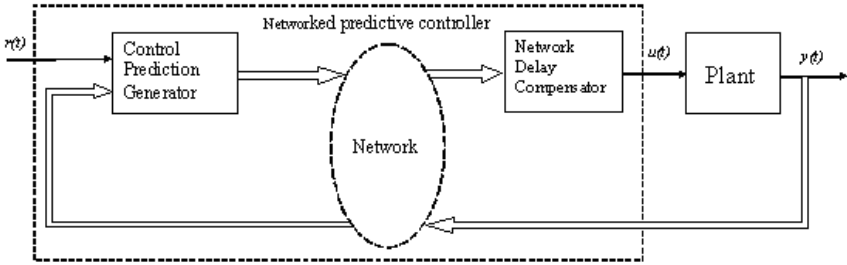 Networked predictive controller
r(t)
Control
Prediction
Generator
Network
Delay
Compensator
u(t)
Plant
y(t)
Network